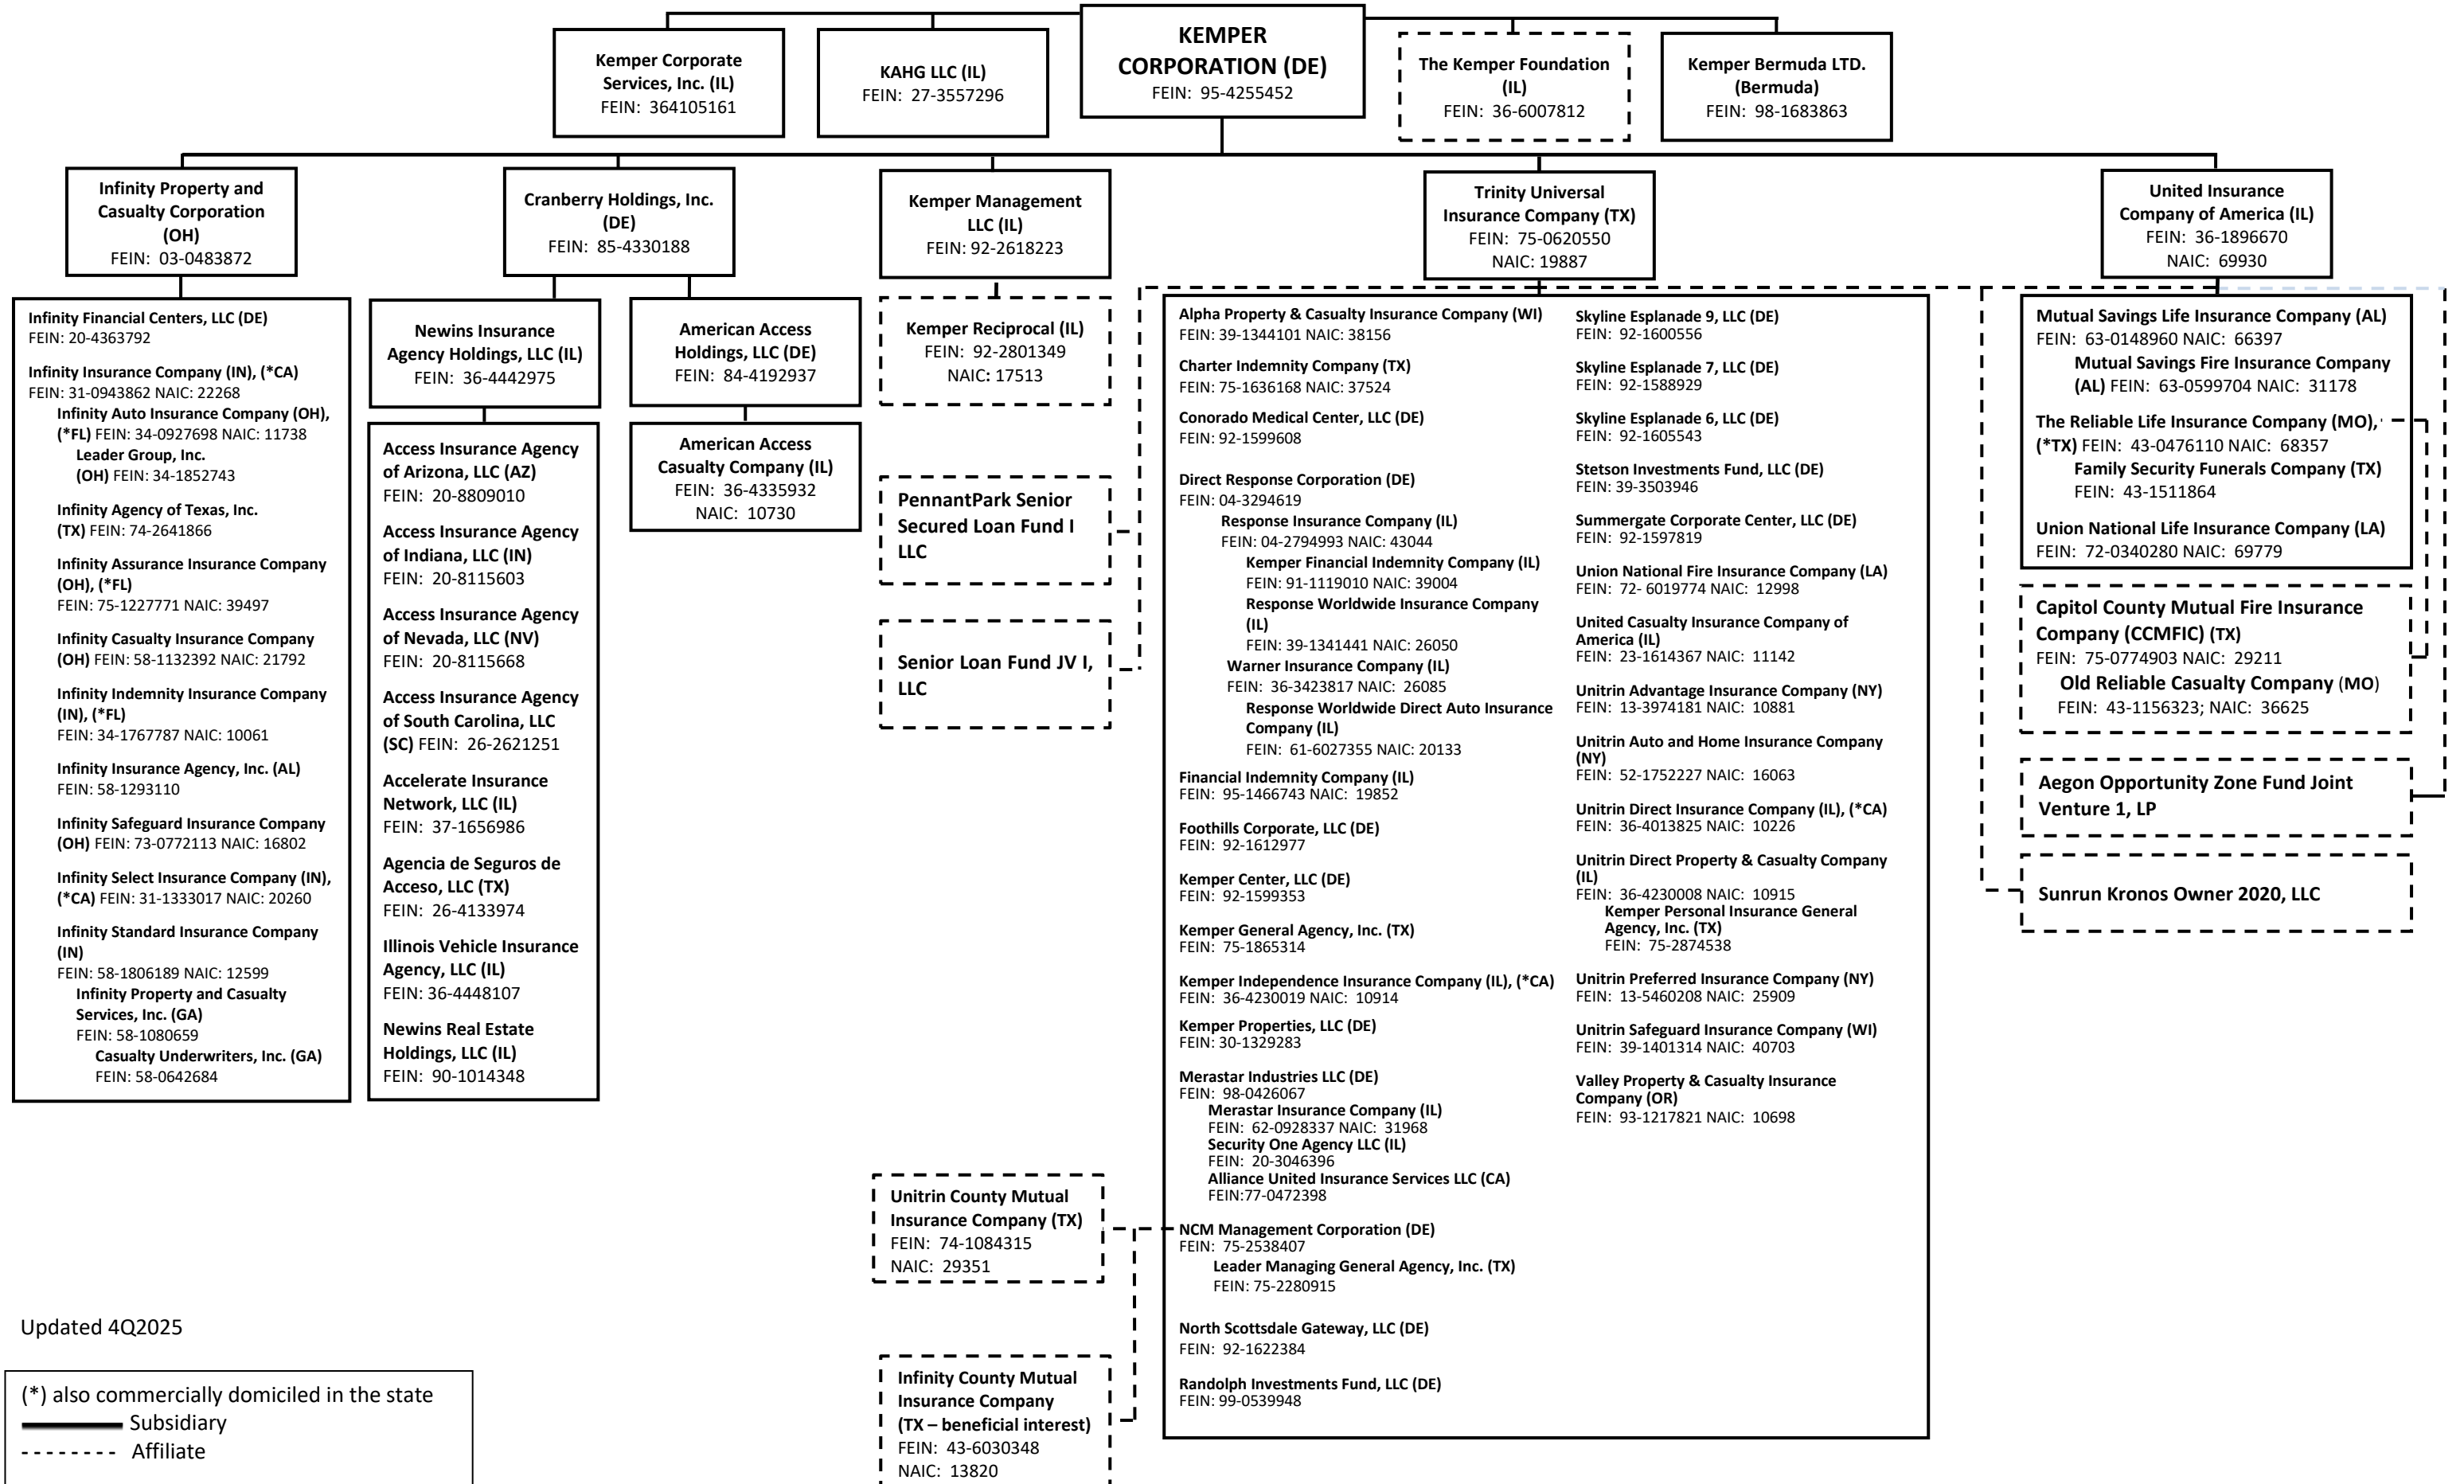 KEMPER
CORPORATION (DE)
FEIN: 95-4255452
Kemper Corporate
Services, Inc. (IL)
FEIN: 364105161
KAHG LLC (IL)
FEIN: 27-3557296
The Kemper Foundation
(IL)
FEIN: 36-6007812
Kemper Bermuda LTD.
(Bermuda)
FEIN: 98-1683863
Infinity Property and
Casualty Corporation
(OH)
FEIN: 03-0483872
Cranberry Holdings, Inc.
(DE)
FEIN: 85-4330188
Kemper Management
LLC (IL)
FEIN: 92-2618223
Trinity Universal
Insurance Company (TX)
FEIN: 75-0620550
NAIC: 19887
United Insurance
Company of America (IL)
FEIN: 36-1896670
NAIC: 69930
Infinity Financial Centers, LLC (DE)
FEIN: 20-4363792
Infinity Insurance Company (IN), (*CA)
FEIN: 31-0943862 NAIC: 22268
Infinity Auto Insurance Company (OH),
(*FL) FEIN: 34-0927698 NAIC: 11738
Leader Group, Inc.
(OH) FEIN: 34-1852743
Infinity Agency of Texas, Inc.
(TX) FEIN: 74-2641866
Infinity Assurance Insurance Company
(OH), (*FL)
FEIN: 75-1227771 NAIC: 39497
Infinity Casualty Insurance Company
(OH) FEIN: 58-1132392 NAIC: 21792
Infinity Indemnity Insurance Company
(IN), (*FL)
FEIN: 34-1767787 NAIC: 10061
Infinity Insurance Agency, Inc. (AL)
FEIN: 58-1293110
Infinity Safeguard Insurance Company
(OH) FEIN: 73-0772113 NAIC: 16802
Infinity Select Insurance Company (IN),
(*CA) FEIN: 31-1333017 NAIC: 20260
Infinity Standard Insurance Company
(IN)
FEIN: 58-1806189 NAIC: 12599
Infinity Property and Casualty
Services, Inc. (GA)
FEIN: 58-1080659
Casualty Underwriters, Inc. (GA)
FEIN: 58-0642684
Newins Insurance
Agency Holdings, LLC (IL)
FEIN: 36-4442975
Access Insurance Agency
of Arizona, LLC (AZ)
FEIN: 20-8809010
Access Insurance Agency
of Indiana, LLC (IN)
FEIN: 20-8115603
Access Insurance Agency
of Nevada, LLC (NV)
FEIN: 20-8115668
Access Insurance Agency
of South Carolina, LLC
(SC) FEIN: 26-2621251
Accelerate Insurance
Network, LLC (IL)
FEIN: 37-1656986
Agencia de Seguros de
Acceso, LLC (TX)
FEIN: 26-4133974
Illinois Vehicle Insurance
Agency, LLC (IL)
FEIN: 36-4448107
Newins Real Estate
Holdings, LLC (IL)
FEIN: 90-1014348
American Access
Holdings, LLC (DE)
FEIN: 84-4192937
American Access
Casualty Company (IL)
FEIN: 36-4335932
NAIC: 10730
Kemper Reciprocal (IL)
FEIN: 92-2801349
NAIC: 17513
PennantPark Senior
Secured Loan Fund I
LLC
Senior Loan Fund JV I,
LLC
Alpha Property & Casualty Insurance Company (WI)
FEIN: 39-1344101 NAIC: 38156
Charter Indemnity Company (TX)
FEIN: 75-1636168 NAIC: 37524
Conorado Medical Center, LLC (DE)
FEIN: 92-1599608
Direct Response Corporation (DE)
FEIN: 04-3294619
Response Insurance Company (IL)
FEIN: 04-2794993 NAIC: 43044
Kemper Financial Indemnity Company (IL)
FEIN: 91-1119010 NAIC: 39004
Response Worldwide Insurance Company
(IL)
FEIN: 39-1341441 NAIC: 26050
Warner Insurance Company (IL)
FEIN: 36-3423817 NAIC: 26085
Response Worldwide Direct Auto Insurance
Company (IL)
FEIN: 61-6027355 NAIC: 20133
Financial Indemnity Company (IL)
FEIN: 95-1466743 NAIC: 19852
Foothills Corporate, LLC (DE)
FEIN: 92-1612977
Kemper Center, LLC (DE)
FEIN: 92-1599353
Kemper General Agency, Inc. (TX)
FEIN: 75-1865314
Kemper Independence Insurance Company (IL), (*CA)
FEIN: 36-4230019 NAIC: 10914
Kemper Properties, LLC (DE)
FEIN: 30-1329283
Merastar Industries LLC (DE)
FEIN: 98-0426067
Merastar Insurance Company (IL)
FEIN: 62-0928337 NAIC: 31968
Security One Agency LLC (IL)
FEIN: 20-3046396
Alliance United Insurance Services LLC (CA)
FEIN:77-0472398
NCM Management Corporation (DE)
FEIN: 75-2538407
Leader Managing General Agency, Inc. (TX)
FEIN: 75-2280915
North Scottsdale Gateway, LLC (DE)
FEIN: 92-1622384
Randolph Investments Fund, LLC (DE)
FEIN: 99-0539948
Skyline Esplanade 9, LLC (DE)
FEIN: 92-1600556
Skyline Esplanade 7, LLC (DE)
FEIN: 92-1588929
Skyline Esplanade 6, LLC (DE)
FEIN: 92-1605543
Stetson Investments Fund, LLC (DE)
FEIN: 39-3503946
Summergate Corporate Center, LLC (DE)
FEIN: 92-1597819
Union National Fire Insurance Company (LA)
FEIN: 72- 6019774 NAIC: 12998
United Casualty Insurance Company of
America (IL)
FEIN: 23-1614367 NAIC: 11142
Unitrin Advantage Insurance Company (NY)
FEIN: 13-3974181 NAIC: 10881
Unitrin Auto and Home Insurance Company
(NY)
FEIN: 52-1752227 NAIC: 16063
Unitrin Direct Insurance Company (IL), (*CA)
FEIN: 36-4013825 NAIC: 10226
Unitrin Direct Property & Casualty Company
(IL)
FEIN: 36-4230008 NAIC: 10915
Kemper Personal Insurance General
Agency, Inc. (TX)
FEIN: 75-2874538
Unitrin Preferred Insurance Company (NY)
FEIN: 13-5460208 NAIC: 25909
Unitrin Safeguard Insurance Company (WI)
FEIN: 39-1401314 NAIC: 40703
Valley Property & Casualty Insurance
Company (OR)
FEIN: 93-1217821 NAIC: 10698
Mutual Savings Life Insurance Company (AL)
FEIN: 63-0148960 NAIC: 66397
Mutual Savings Fire Insurance Company
(AL) FEIN: 63-0599704 NAIC: 31178
The Reliable Life Insurance Company (MO),
(*TX) FEIN: 43-0476110 NAIC: 68357
Family Security Funerals Company (TX)
FEIN: 43-1511864
Union National Life Insurance Company (LA)
FEIN: 72-0340280 NAIC: 69779
Capitol County Mutual Fire Insurance
Company (CCMFIC) (TX)
FEIN: 75-0774903 NAIC: 29211
Old Reliable Casualty Company (MO)
FEIN: 43-1156323; NAIC: 36625
Aegon Opportunity Zone Fund Joint
Venture 1, LP
Sunrun Kronos Owner 2020, LLC
Unitrin County Mutual
Insurance Company (TX)
FEIN: 74-1084315
NAIC: 29351
Infinity County Mutual
Insurance Company
(TX – beneficial interest)
FEIN: 43-6030348
NAIC: 13820
Updated 4Q2025
(*) also commercially domiciled in the state
Subsidiary
Affiliate